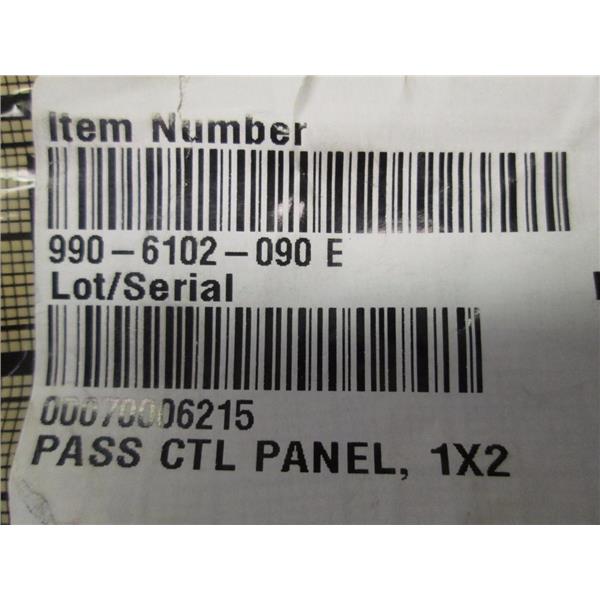 Item Number
990-6102-090 E
Lot/Serial
00070006215
PASS CTL PANEL, 1X2